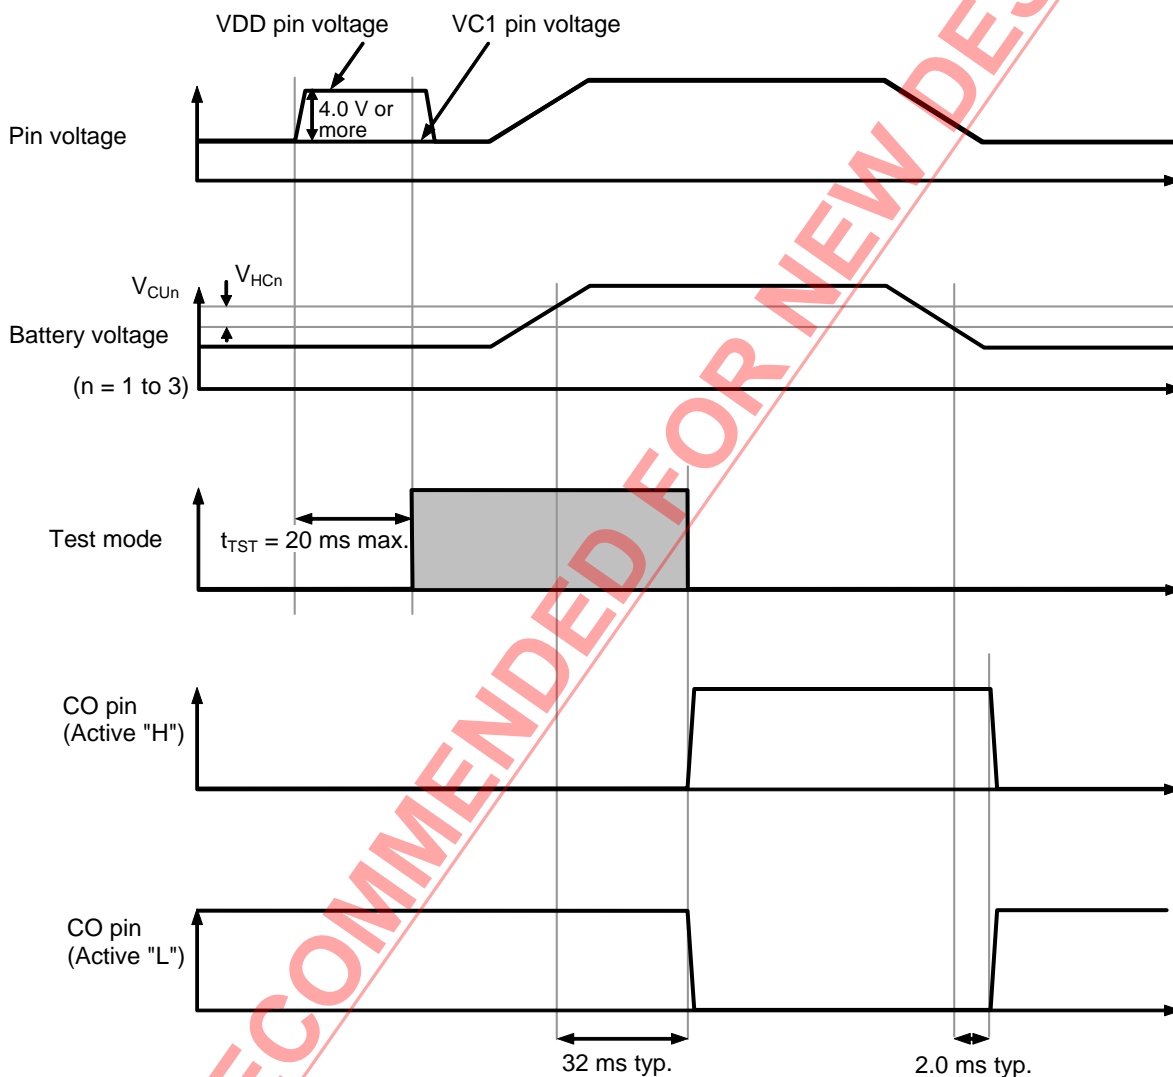 VDD pin voltage
VC1 pin voltage
4.0 V or
more
Pin voltage
VCUn
VHCn
Battery voltage
(n = 1 to 3)
Test mode
tTST = 20 ms max.
CO pin
(Active "H")
CO pin
(Active "L")
32 ms typ.
2.0 ms typ.
RECOMMENDED FOR NEW DES